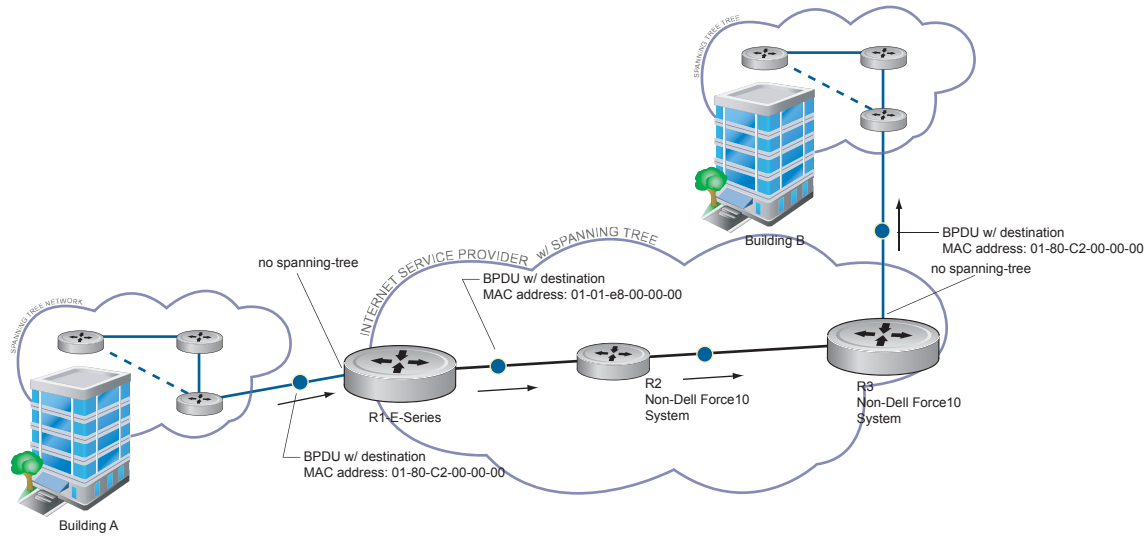 SPANNING TREE TREE
Building B
BPDU w/ destination
MAC address: 01-80-C2-00-00-00
no spanning-tree
INTERNET SERVICE PROVIDER w/ SPANNING TREE
no spanning-tree
BPDU w/ destination
MAC address: 01-01-e8-00-00-00
SPANNING TREE NETWORK
R1-E-Series
R2
Non-Dell Force10
System
R3
Non-Dell Force10
System
BPDU w/ destination
MAC address: 01-80-C2-00-00-00
Building A